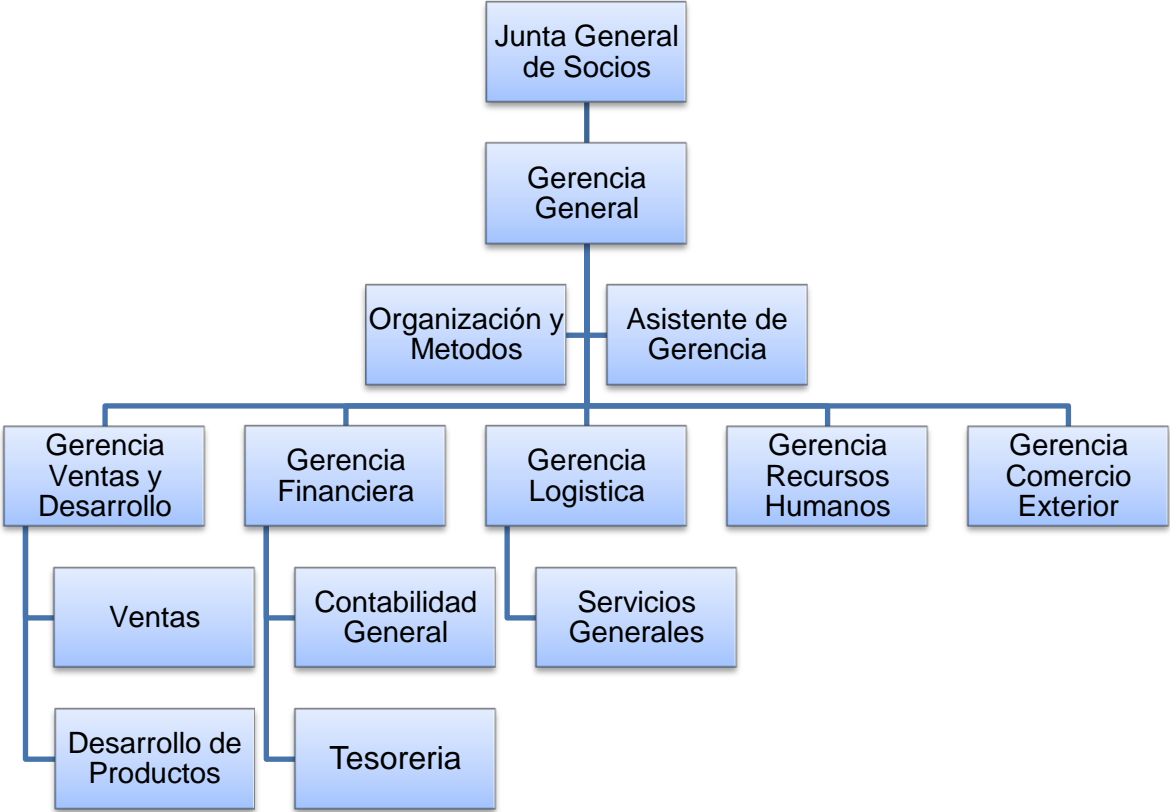 Junta General
de Socios
Gerencia
General
Organización y
Metodos
Asistente de
Gerencia
Gerencia
Ventas y
Desarrollo
Gerencia
Financiera
Gerencia
Logistica
Gerencia
Recursos
Humanos
Gerencia
Comercio
Exterior
Ventas
Contabilidad
General
Servicios
Generales
Desarrollo de
Productos
Tesoreria